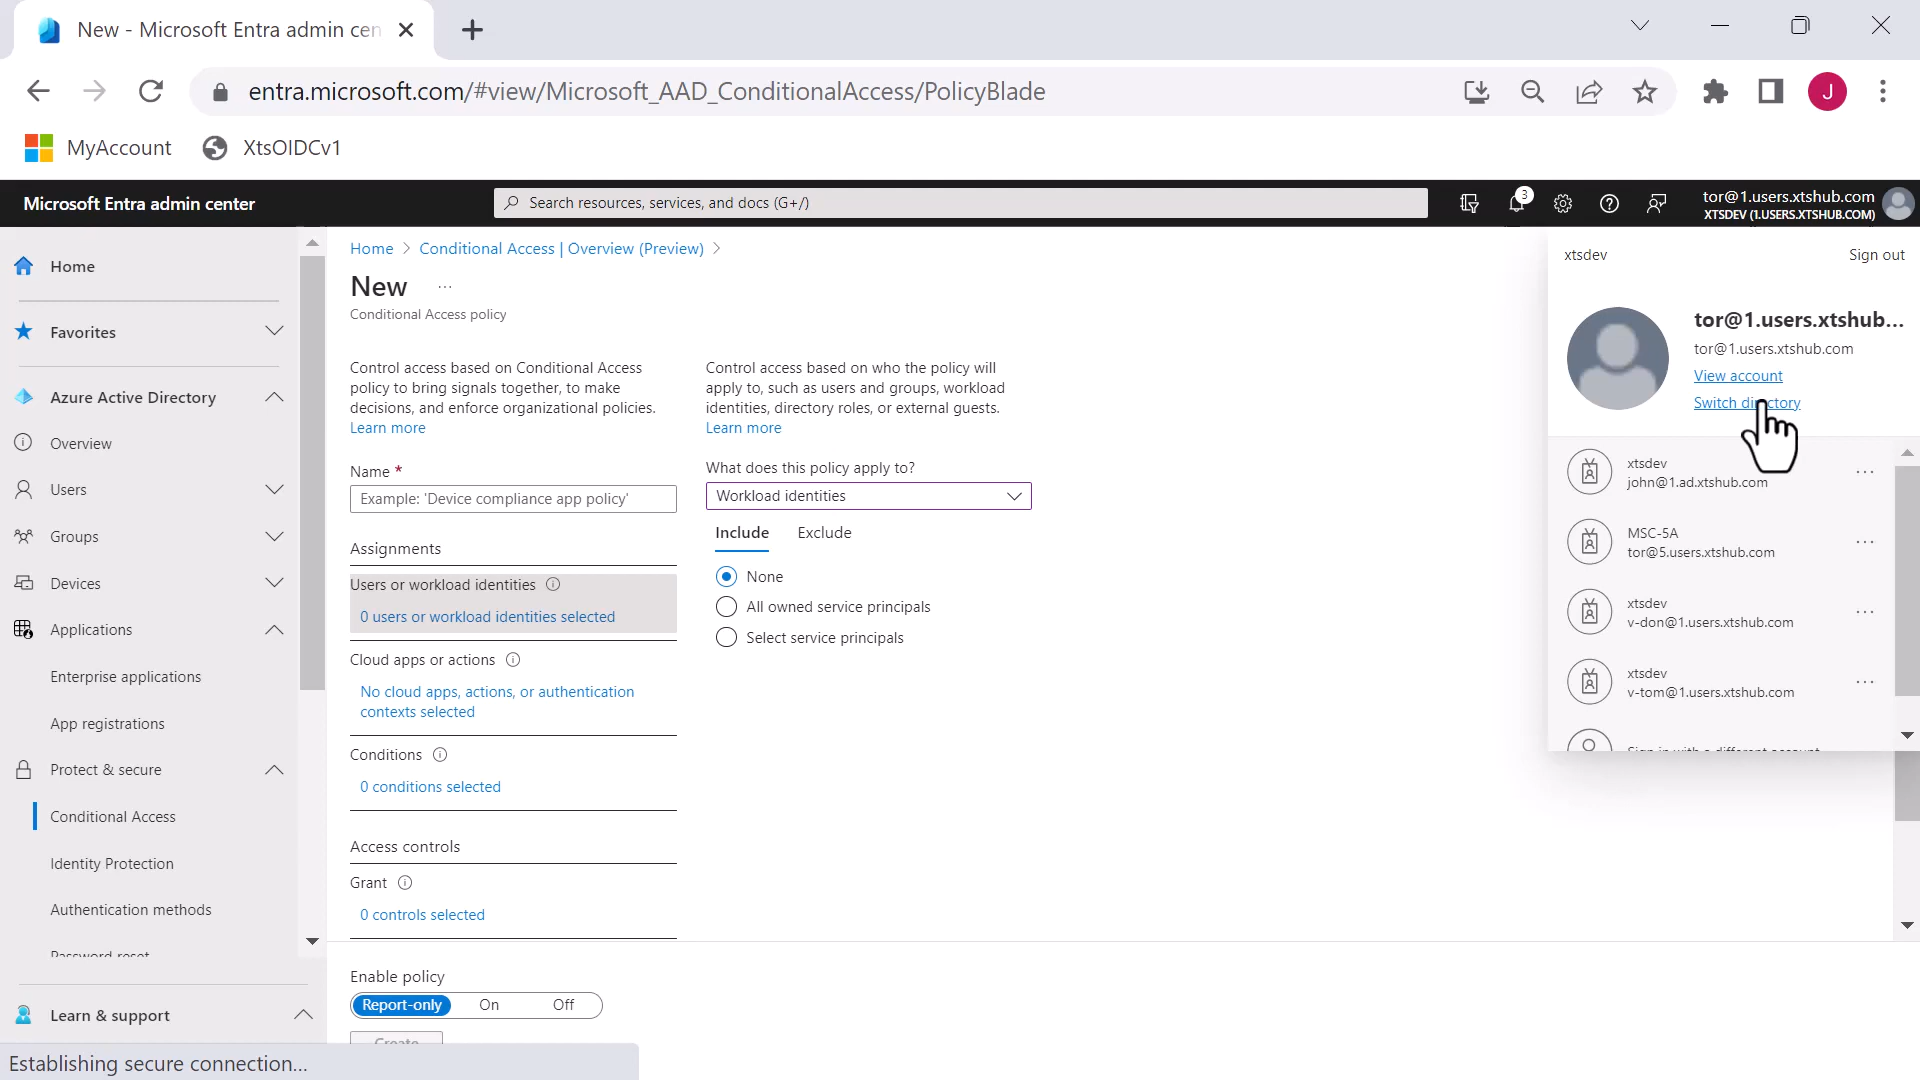 New - Microsoft Entra admin cen
entra.microsoft.com/#view/Microsoft_AAD_ConditionalAccess/PolicyBlade
J
MyAccount
XtsOIDCv1
Microsoft Entra admin center
Search resources, services, and docs (G+/)
3
tor@1.users.xtshub.com
XTSDEV (1.USERS.XTSHUB.COM)
Home
Favorites
Azure Active Directory
Overview
Users
Groups
Devices
Applications
Enterprise applications
App registrations
Protect & secure
Conditional Access
Identity Protection
Authentication methods
Password reset
Learn & support
Establishing secure connection...
Home > Conditional Access | Overview (Preview) >
New ...
Conditional Access policy
Control access based on Conditional Access
policy to bring signals together, to make
decisions, and enforce organizational policies.
Learn more
Name *
Example: 'Device compliance app policy'
Assignments
Users or workload identities
0 users or workload identities selected
Cloud apps or actions
No cloud apps, actions, or authentication
contexts selected
Conditions
0 conditions selected
Access controls
Grant
0 controls selected
Enable policy
Report-only On Off
Create
Control access based on who the policy will
apply to, such as users and groups, workload
identities, directory roles, or external guests.
Learn more
What does this policy apply to?
Workload identities
Include Exclude
None
All owned service principals
Select service principals
xtsdev
Sign out
tor@1.users.xtshub...
tor@1.users.xtshub.com
View account
Switch directory
xtsdev
john@1.ad.xtshub.com
MSC-5A
tor@5.users.xtshub.com
xtsdev
v-don@1.users.xtshub.com
xtsdev
v-tom@1.users.xtshub.com
Sign in with a different account